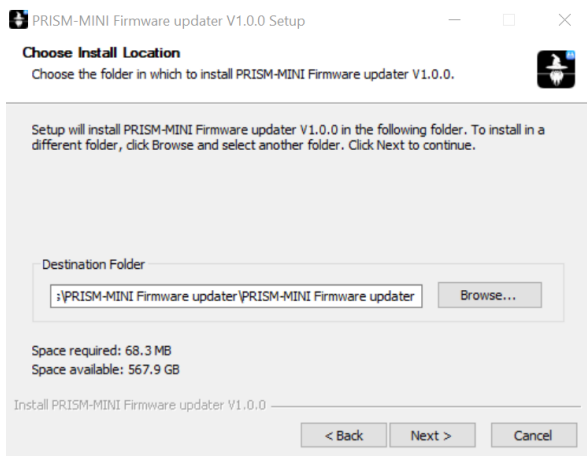 PRISM-MINI Firmware updater V1.0.0 Setup
Choose Install Location
Choose the folder in which to install PRISM-MINI Firmware updater V1.0.0.
Setup will install PRISM-MINI Firmware updater V1.0.0 in the following folder. To install in a
different folder, click Browse and select another folder. Click Next to continue.
Destination Folder
;\PRISM-MINI Firmware updater\PRISM-MINI Firmware updater
Browse...
Space required: 68.3 MB
Space available: 567.9 GB
Install PRISM-MINI Firmware updater V1.0.0
< Back
Next >
Cancel